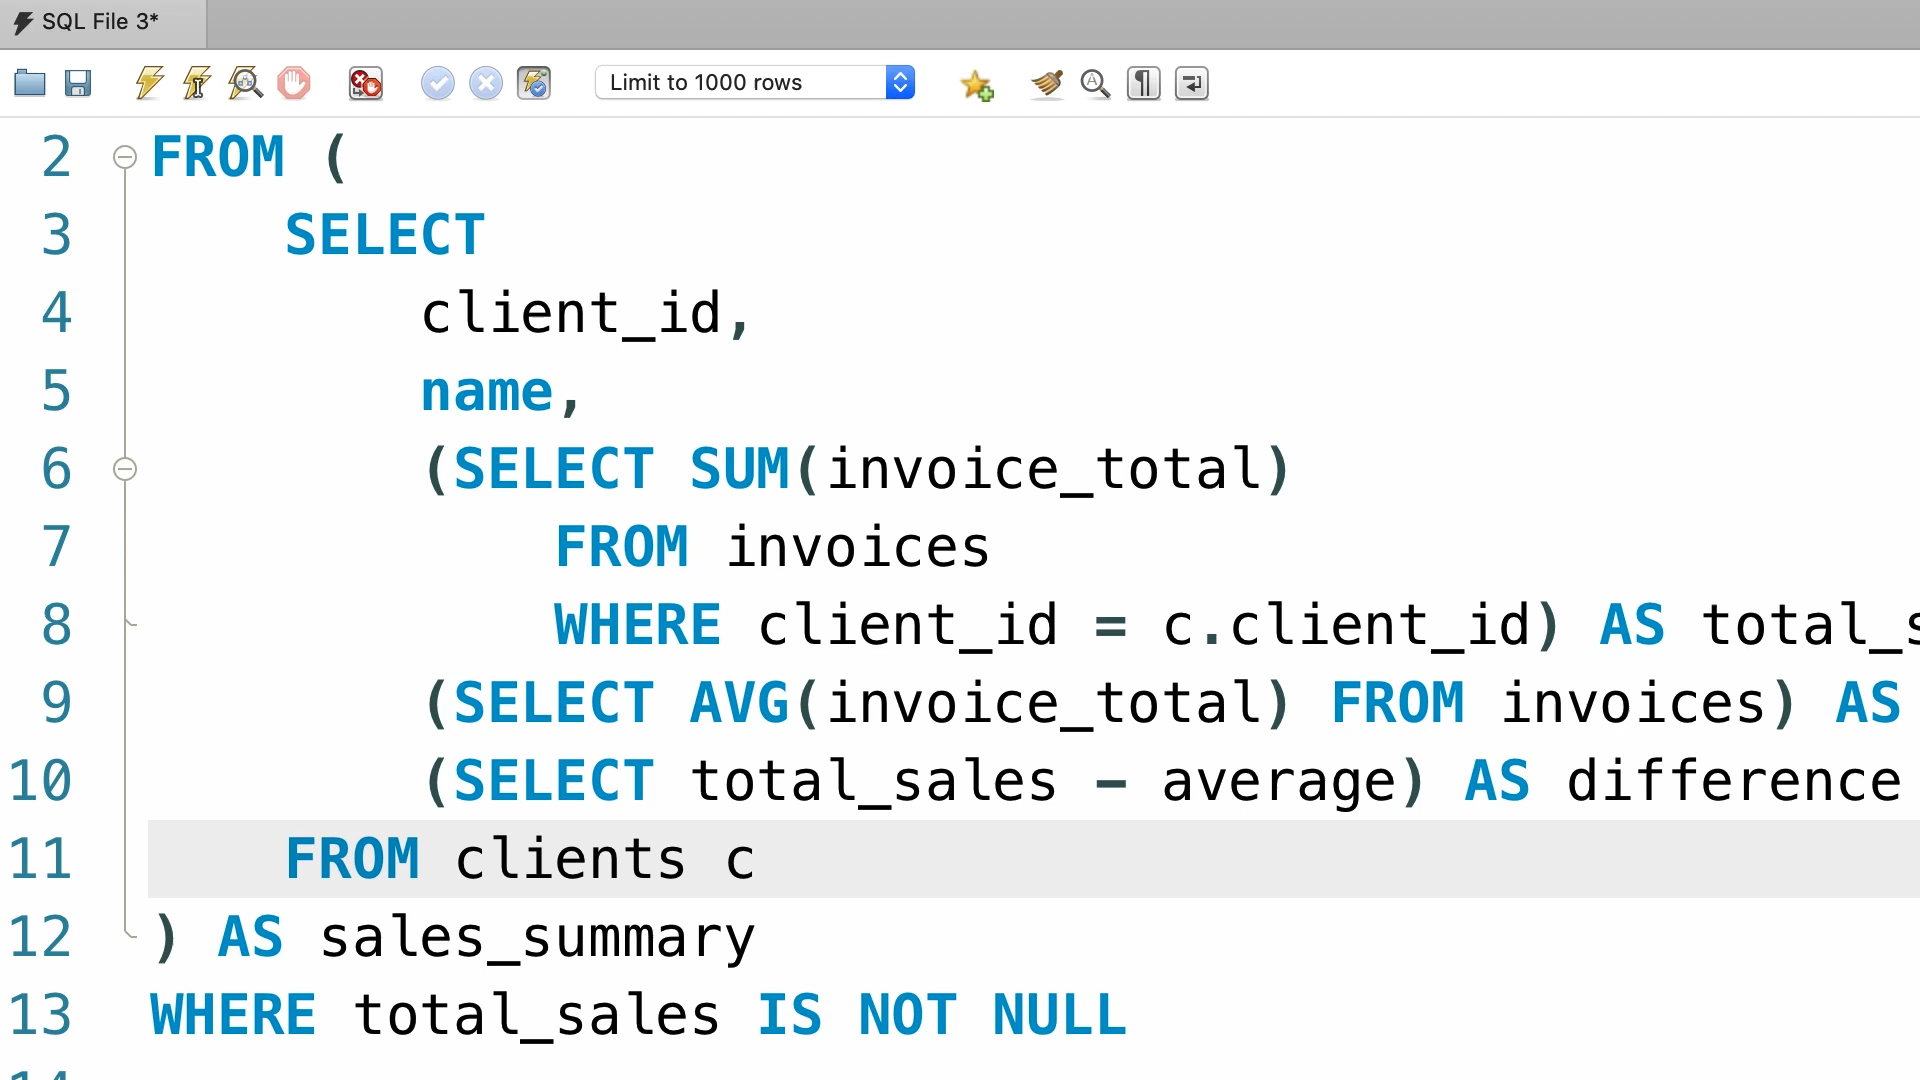 SQL File 3*
Limit to 1000 rows
2 FROM (
3 SELECT
4 client_id,
5 name,
6 (SELECT SUM(invoice_total)
7 FROM invoices
8 WHERE client_id = c.client_id) AS total_s
9 (SELECT AVG(invoice_total) FROM invoices) AS
10 (SELECT total_sales - average) AS difference
11 FROM clients c
12 ) AS sales_summary
13 WHERE total_sales IS NOT NULL
14